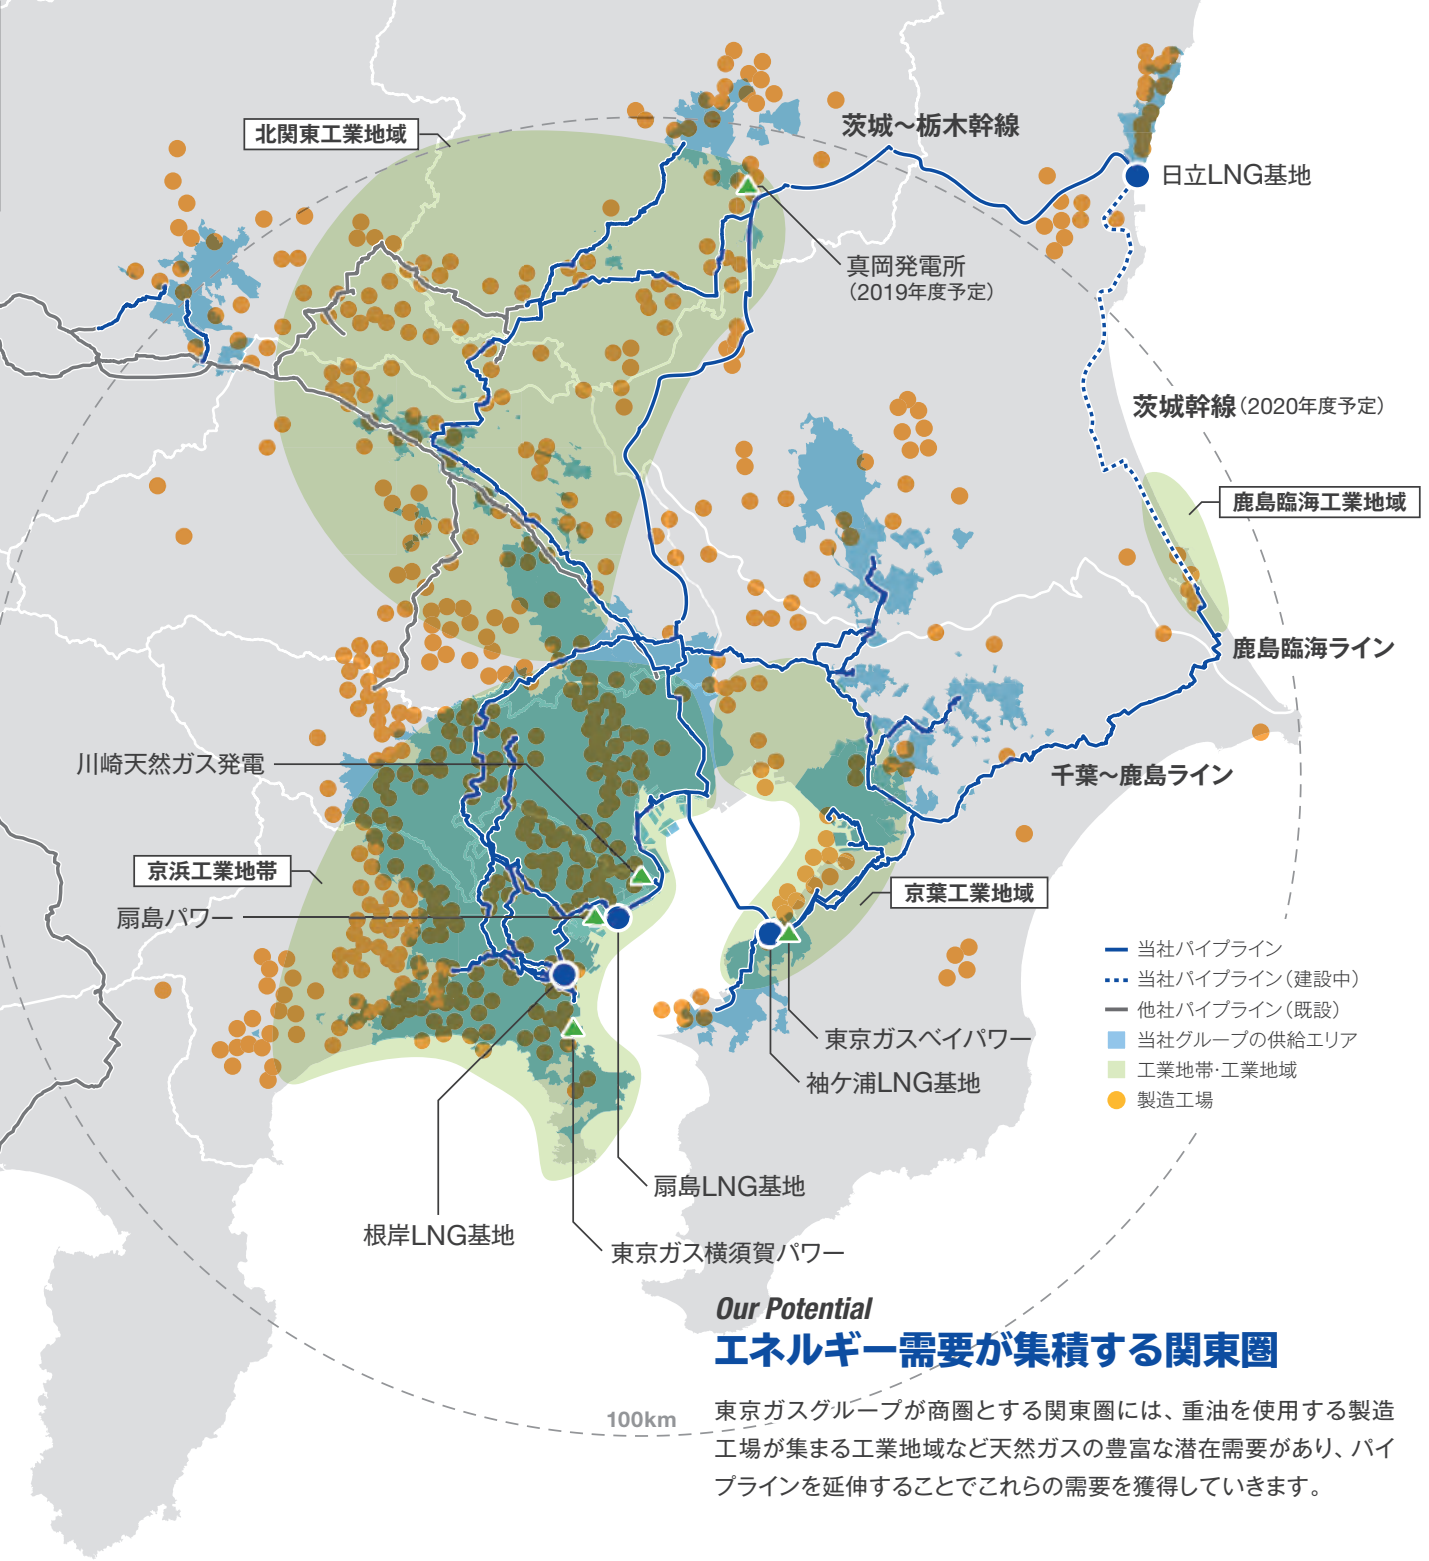 北関東工業地域
茨城～栃木幹線
日立LNG基地
真岡発電所
（2019年度予定）
茨城幹線（2020年度予定）
鹿島臨海工業地域
鹿島臨海ライン
川崎天然ガス発電
千葉～鹿島ライン
京浜工業地帯
京葉工業地域
扇島パワー
当社パイプライン
当社パイプライン（建設中）
他社パイプライン（既設）
当社グループの供給エリア
工業地帯・工業地域
製造工場
東京ガスベイパワー
袖ケ浦LNG基地
扇島LNG基地
根岸LNG基地
東京ガス横須賀パワー
Our Potential
エネルギー需要が集積する関東圏
100km
東京ガスグループが商圏とする関東圏には、重油を使用する製造
工場が集まる工業地域など天然ガスの豊富な潜在需要があり、パイ
プラインを延伸することでこれらの需要を獲得していきます。